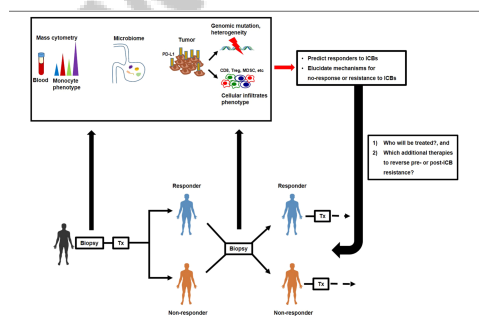 Mass cytometry
Blood
Monocyte
phenotype
Microbiome
Tumor
PD-L1
Genomic mutation,
heterogeneity
CD8, Treg, MDSC, etc
Cellular infiltrates
phenotype
• Predict responders to ICBs
• Elucidate mechanisms for
no-response or resistance to ICBs
1) Who will be treated?, and
2) Which additional therapies
to reverse pre- or post-ICB
resistance?
Responder
Responder
Biopsy
Tx
Biopsy
Tx
Tx
Non-responder
Non-responder